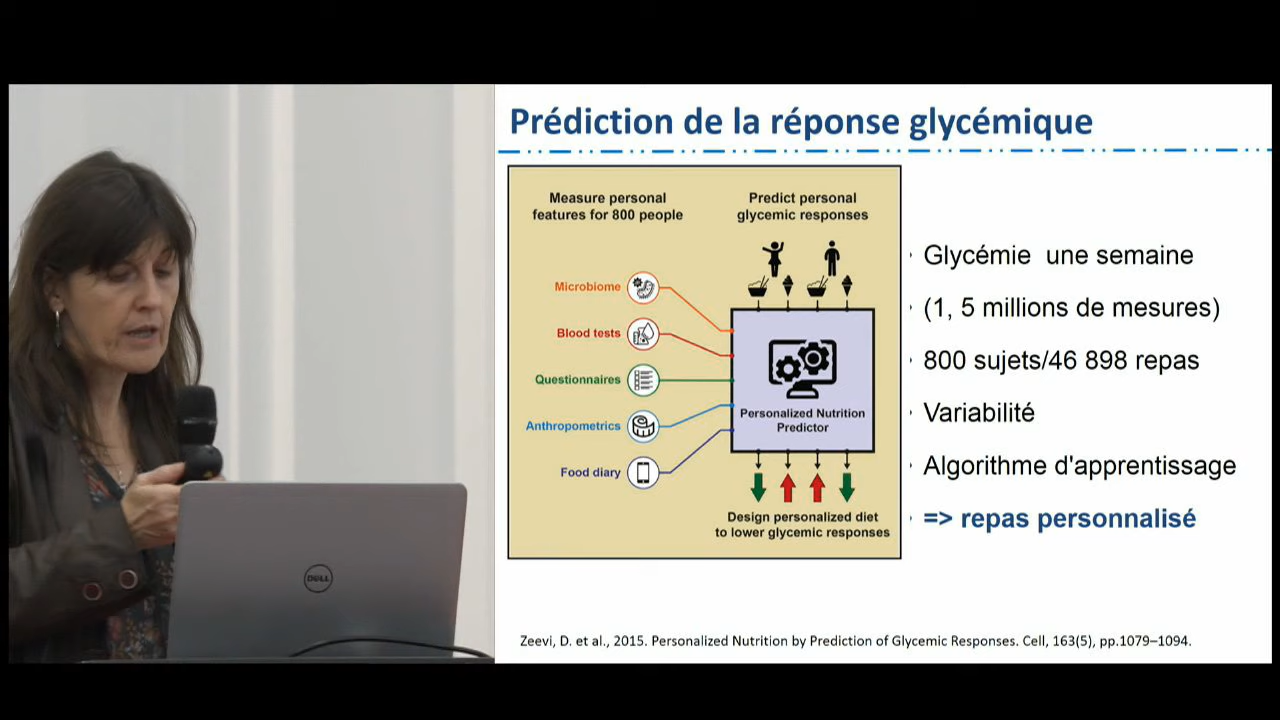 Prédiction de la réponse glycémique
Measure personal
features for 800 people
Predict personal
glycemic responses
Microbiome
Blood tests
Questionnaires
Anthropometrics
Food diary
Personalized Nutrition
Predictor
Design personalized diet
to lower glycemic responses
Glycémie une semaine
(1, 5 millions de mesures)
800 sujets/46 898 repas
Variabilité
Algorithme d'apprentissage
=> repas personnalisé
Zeevi, D. et al., 2015. Personalized Nutrition by Prediction of Glycemic Responses. Cell, 163(5), pp.1079–1094.
DELL